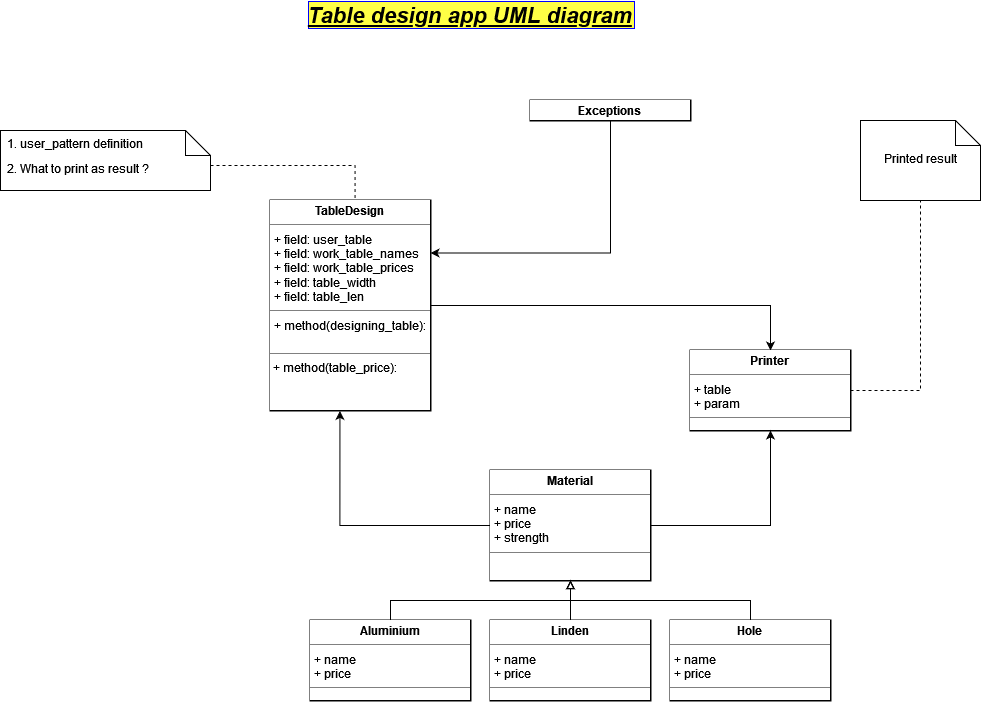 Table design app UML diagram
Exceptions
1. user_pattern definition
2. What to print as result ?
Printed result
TableDesign
+ field: user_table
+ field: work_table_names
+ field: work_table_prices
+ field: table_width
+ field: table_len
+ method(designing_table):
+ method(table_price):
Printer
+ table
+ param
Material
+ name
+ price
+ strength
Aluminium
+ name
+ price
Linden
+ name
+ price
Hole
+ name
+ price